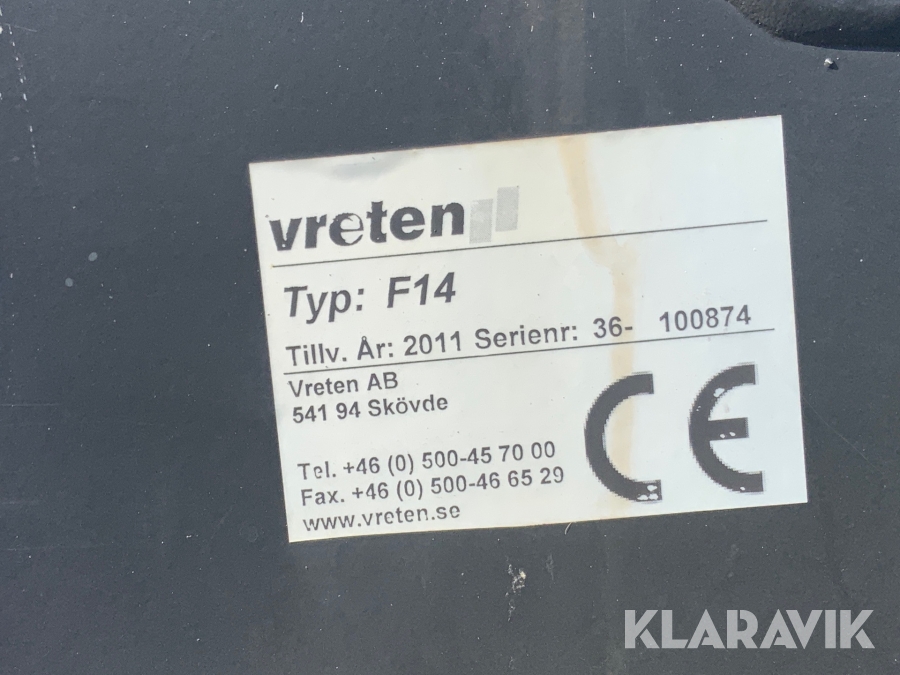 vreten
Typ: F14
Tillv. År: 2011 Serienr: 36- 100874
Vreten AB
541 94 Skövde
Tel. +46 (0) 500-45 70 00
Fax. +46 (0) 500-46 65 29
www.vreten.se
CE
KLARAVIK